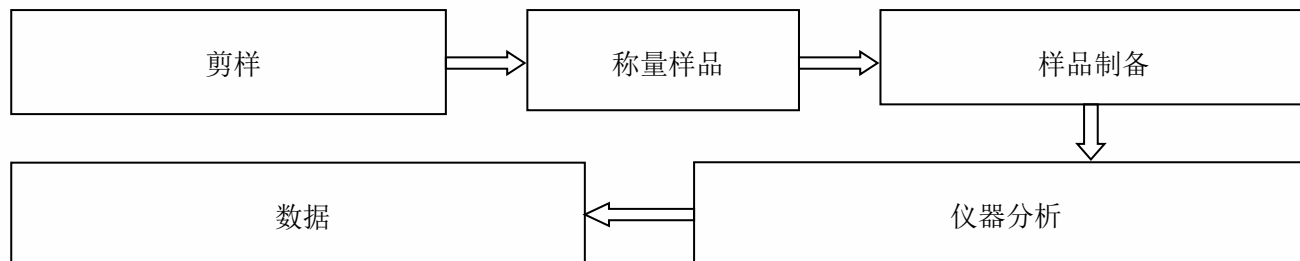 剪样
称量样品
样品制备
仪器分析
数据